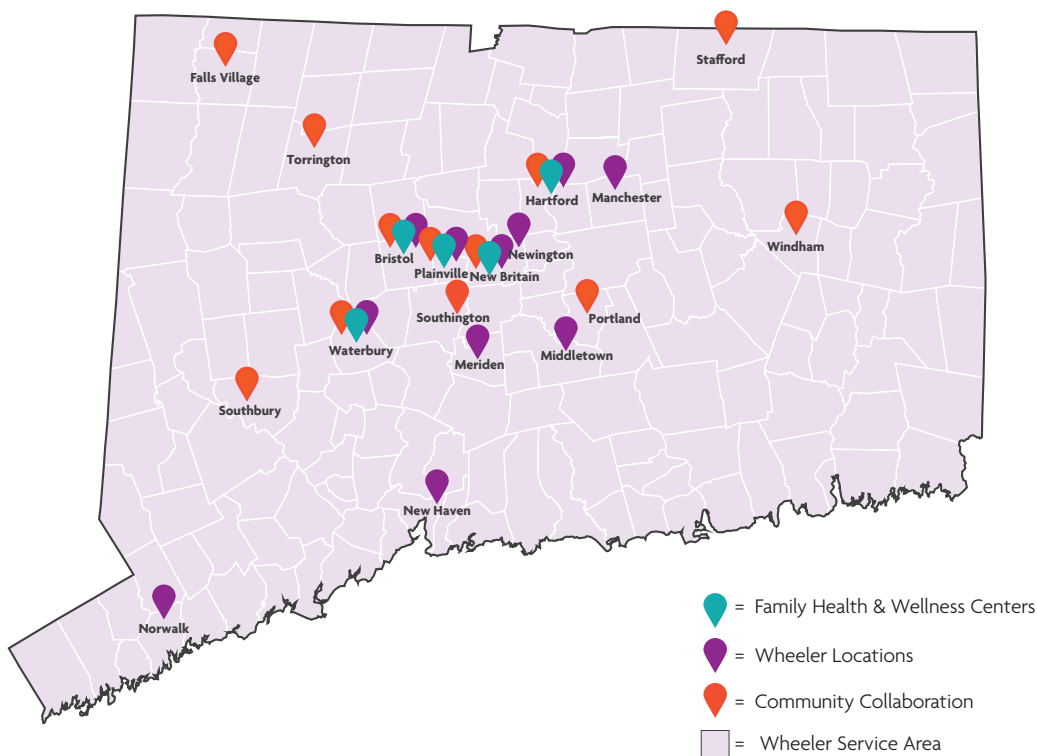 Stafford
Falls Village
Torrington
Hartford
Manchester
Windham
Bristol
Newington
Plainville
New Britain
Southington
Portland
Waterbury
Meriden
Middletown
Southbury
New Haven
Norwalk
= Family Health & Wellness Centers
= Wheeler Locations
= Community Collaboration
= Wheeler Service Area